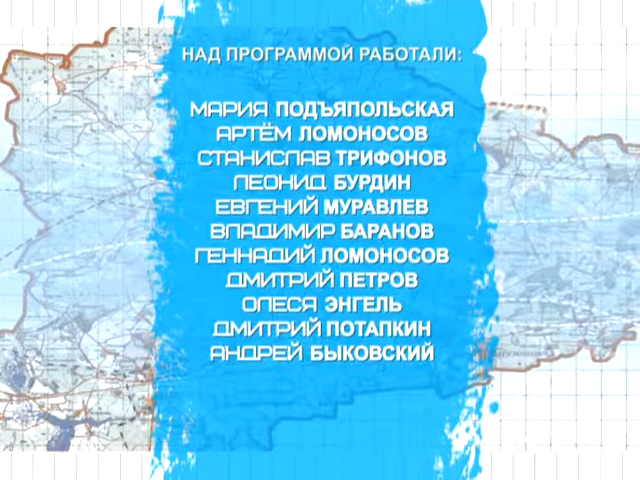 НАД ПРОГРАММОЙ РАБОТАЛИ:
МАРИЯ ПОДЪЯПОЛЬСКАЯ
АРТЁМ ЛОМОНОСОВ
СТАНИСЛАВ ТРИФОНОВ
ЛЕОНИД БУРДИН
ЕВГЕНИЙ МУРАВЛЕВ
ВЛАДИМИР БАРАНОВ
ГЕННАДИЙ ЛОМОНОСОВ
ДМИТРИЙ ПЕТРОВ
ОЛЕСЯ ЭНГЕЛЬ
ДМИТРИЙ ПОТАПКИН
АНДРЕЙ БЫКОВСКИЙ